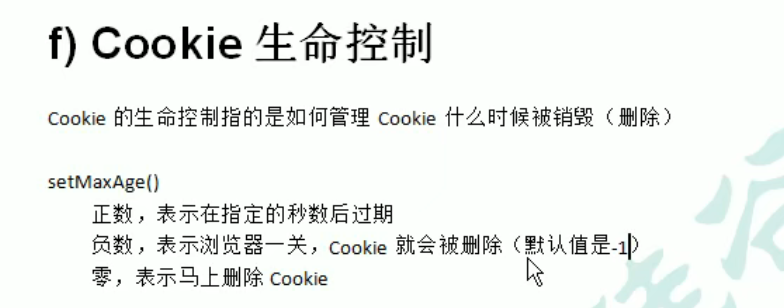 f) Cookie 生命控制
Cookie 的生命控制指的是如何管理 Cookie 什么时候被销毁（删除）
setMaxAge()
正数，表示在指定的秒数后过期
负数，表示浏览器一关，Cookie 就会被删除（默认值是-1）
零，表示马上删除 Cookie